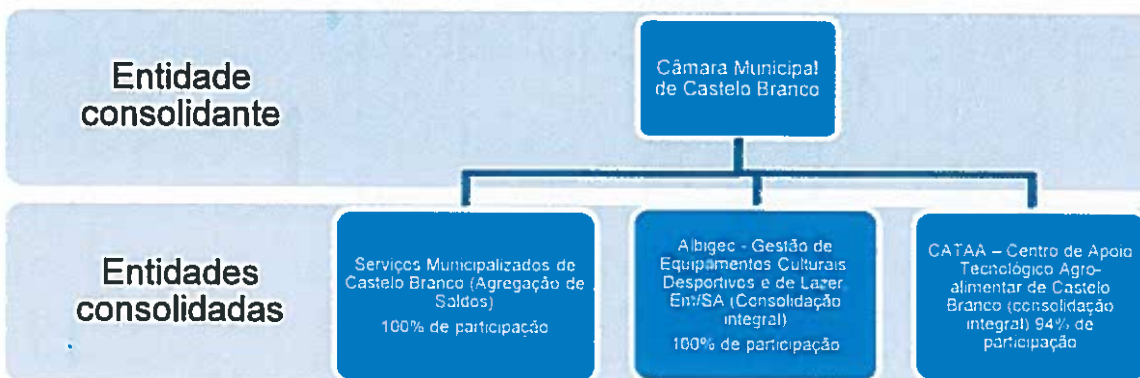 Entidade
consolidante
Câmara Municipal
de Castelo Branco
Entidades
consolidadas
Serviços Municipalizados de
Castelo Branco (Agregação de
Saldos)
100% de participação
Albigec - Gestão de
Equipamentos Culturais
Desportivos e de Lazer
Em/SA (Consolidação
integral)
100% de participação
CATAA – Centro de Apoio
Tecnológico Agro-
alimentar de Castelo
Branco (consolidação
integral) 94% de
participação